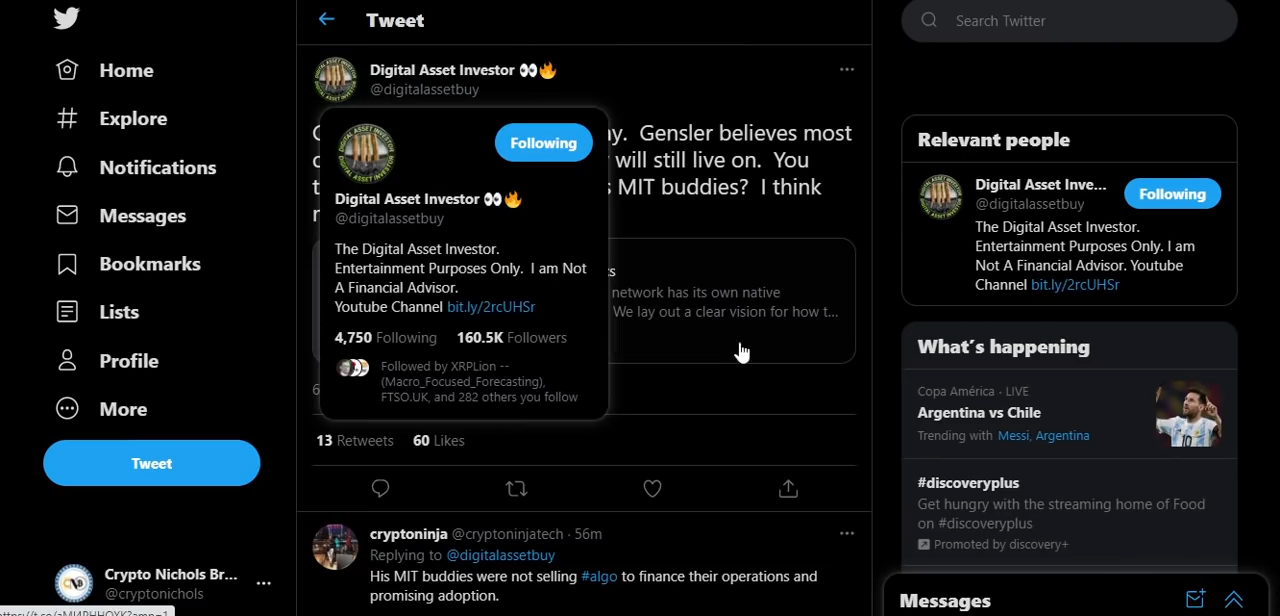 Tweet
Search Twitter
Home
Explore
Notifications
Messages
Bookmarks
Lists
Profile
More
Tweet
Crypto Nichols Br...
@cryptonichols
Digital Asset Investor 👀🔥
@digitalassetbuy
Gensler believes most
will still live on. You
MIT buddies? I think
Following
Digital Asset Investor 👀🔥
@digitalassetbuy
The Digital Asset Investor.
Entertainment Purposes Only. I am Not
A Financial Advisor.
Youtube Channel bit.ly/2rcUHSr
4,750 Following 160.5K Followers
Followed by XRPLion --
(Macro_Focused_Forecasting),
FTSO.UK, and 282 others you follow
network has its own native
We lay out a clear vision for how t...
13 Retweets 60 Likes
cryptoninja @cryptoninjatech · 56m
Replying to @digitalassetbuy
His MIT buddies were not selling #algo to finance their operations and
promising adoption.
Relevant people
Digital Asset Inve...
@digitalassetbuy
Following
The Digital Asset Investor.
Entertainment Purposes Only. I am
Not A Financial Advisor. Youtube
Channel bit.ly/2rcUHSr
What's happening
Copa América · LIVE
Argentina vs Chile
Trending with Messi, Argentina
#discoveryplus
Get hungry with the streaming home of Food
on #discoveryplus
Promoted by discovery+
Messages